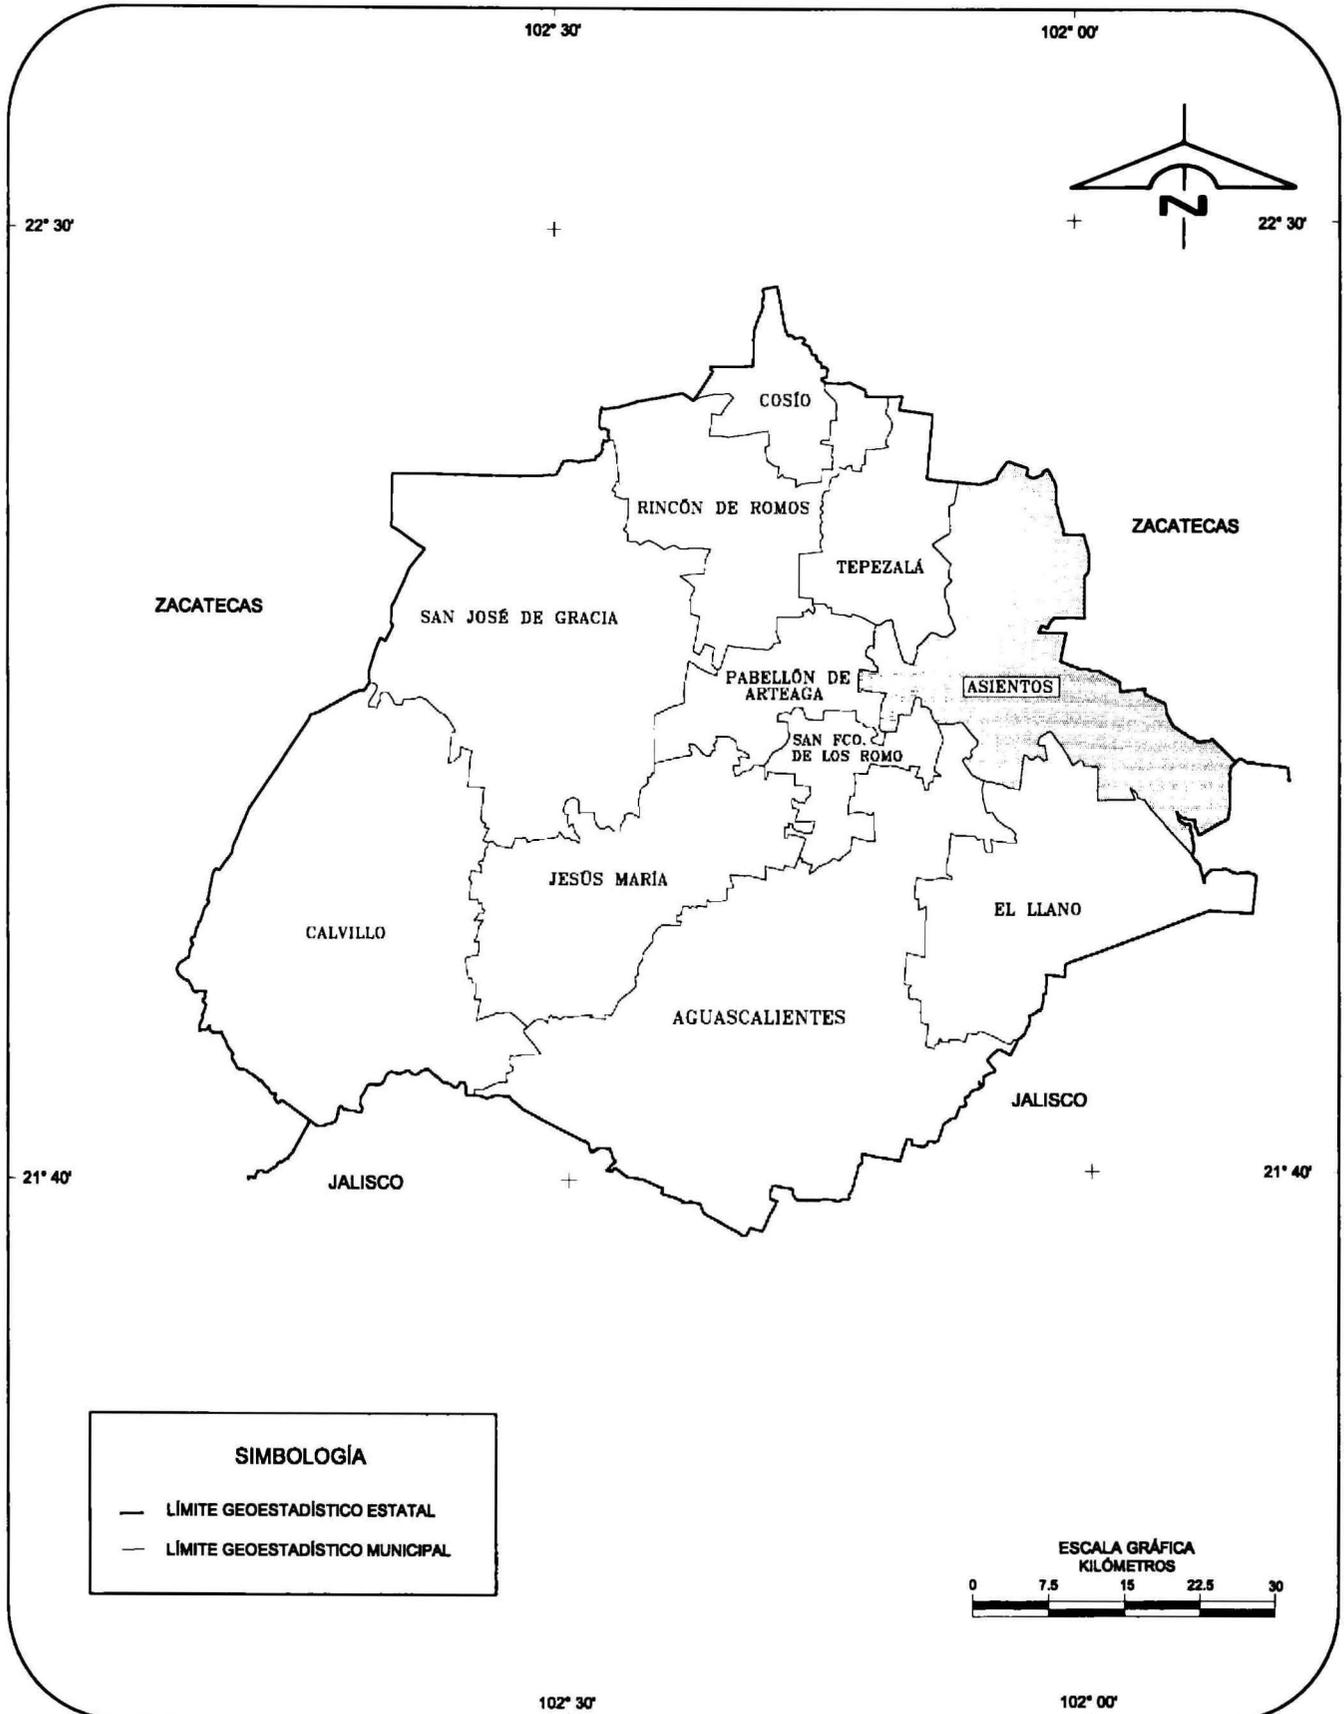 102° 30'
102° 00'
N
22° 30'
22° 30'
COSÍO
RINCÓN DE ROMOS
ZACATECAS
TEPEZALÁ
ZACATECAS
SAN JOSÉ DE GRACIA
PABELLÓN DE
ARTEAGA
ASIENTOS
SAN FCO.
DE LOS ROMO
JESÚS MARÍA
EL LLANO
CALVILLO
AGUASCALIENTES
JALISCO
21° 40'
JALISCO
21° 40'
SIMBOLOGÍA
LÍMITE GEOESTADÍSTICO ESTATAL
LÍMITE GEOESTADÍSTICO MUNICIPAL
ESCALA GRÁFICA
KILÓMETROS
0 7.5 15 22.5 30
102° 30'
102° 00'